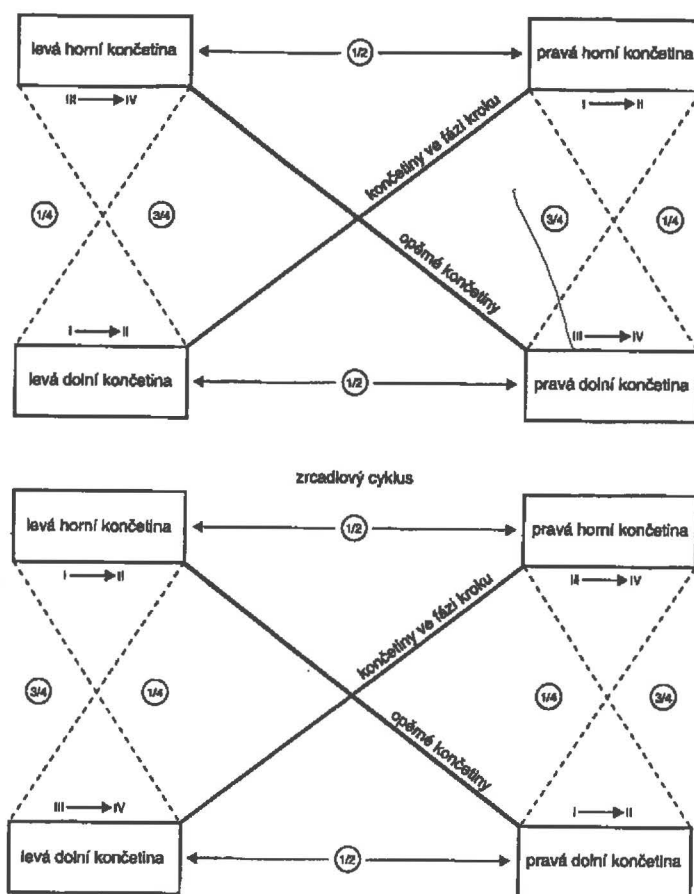 levá horní končetina
1/2
pravá horní končetina
III IV
I II
končetiny ve fázi kroku
1/4
3/4
3/4
1/4
opěrné končetiny
I II
III IV
levá dolní končetina
1/2
pravá dolní končetina
zrcadlový cyklus
levá horní končetina
1/2
pravá horní končetina
I II
III IV
končetiny ve fázi kroku
3/4
1/4
1/4
3/4
opěrné končetiny
III IV
I II
levá dolní končetina
1/2
pravá dolní končetina